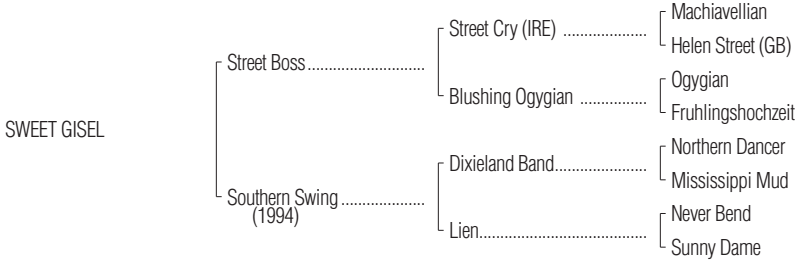 Machiavellian
Street Cry (IRE) ....................
Helen Street (GB)
Street Boss............................
Ogygian
Blushing Ogygian ................
Fruhlingshochzeit
SWEET GISEL
Northern Dancer
Dixieland Band......................
Mississippi Mud
Southern Swing ....................
(1994)
Never Bend
Lien........................................
Sunny Dame